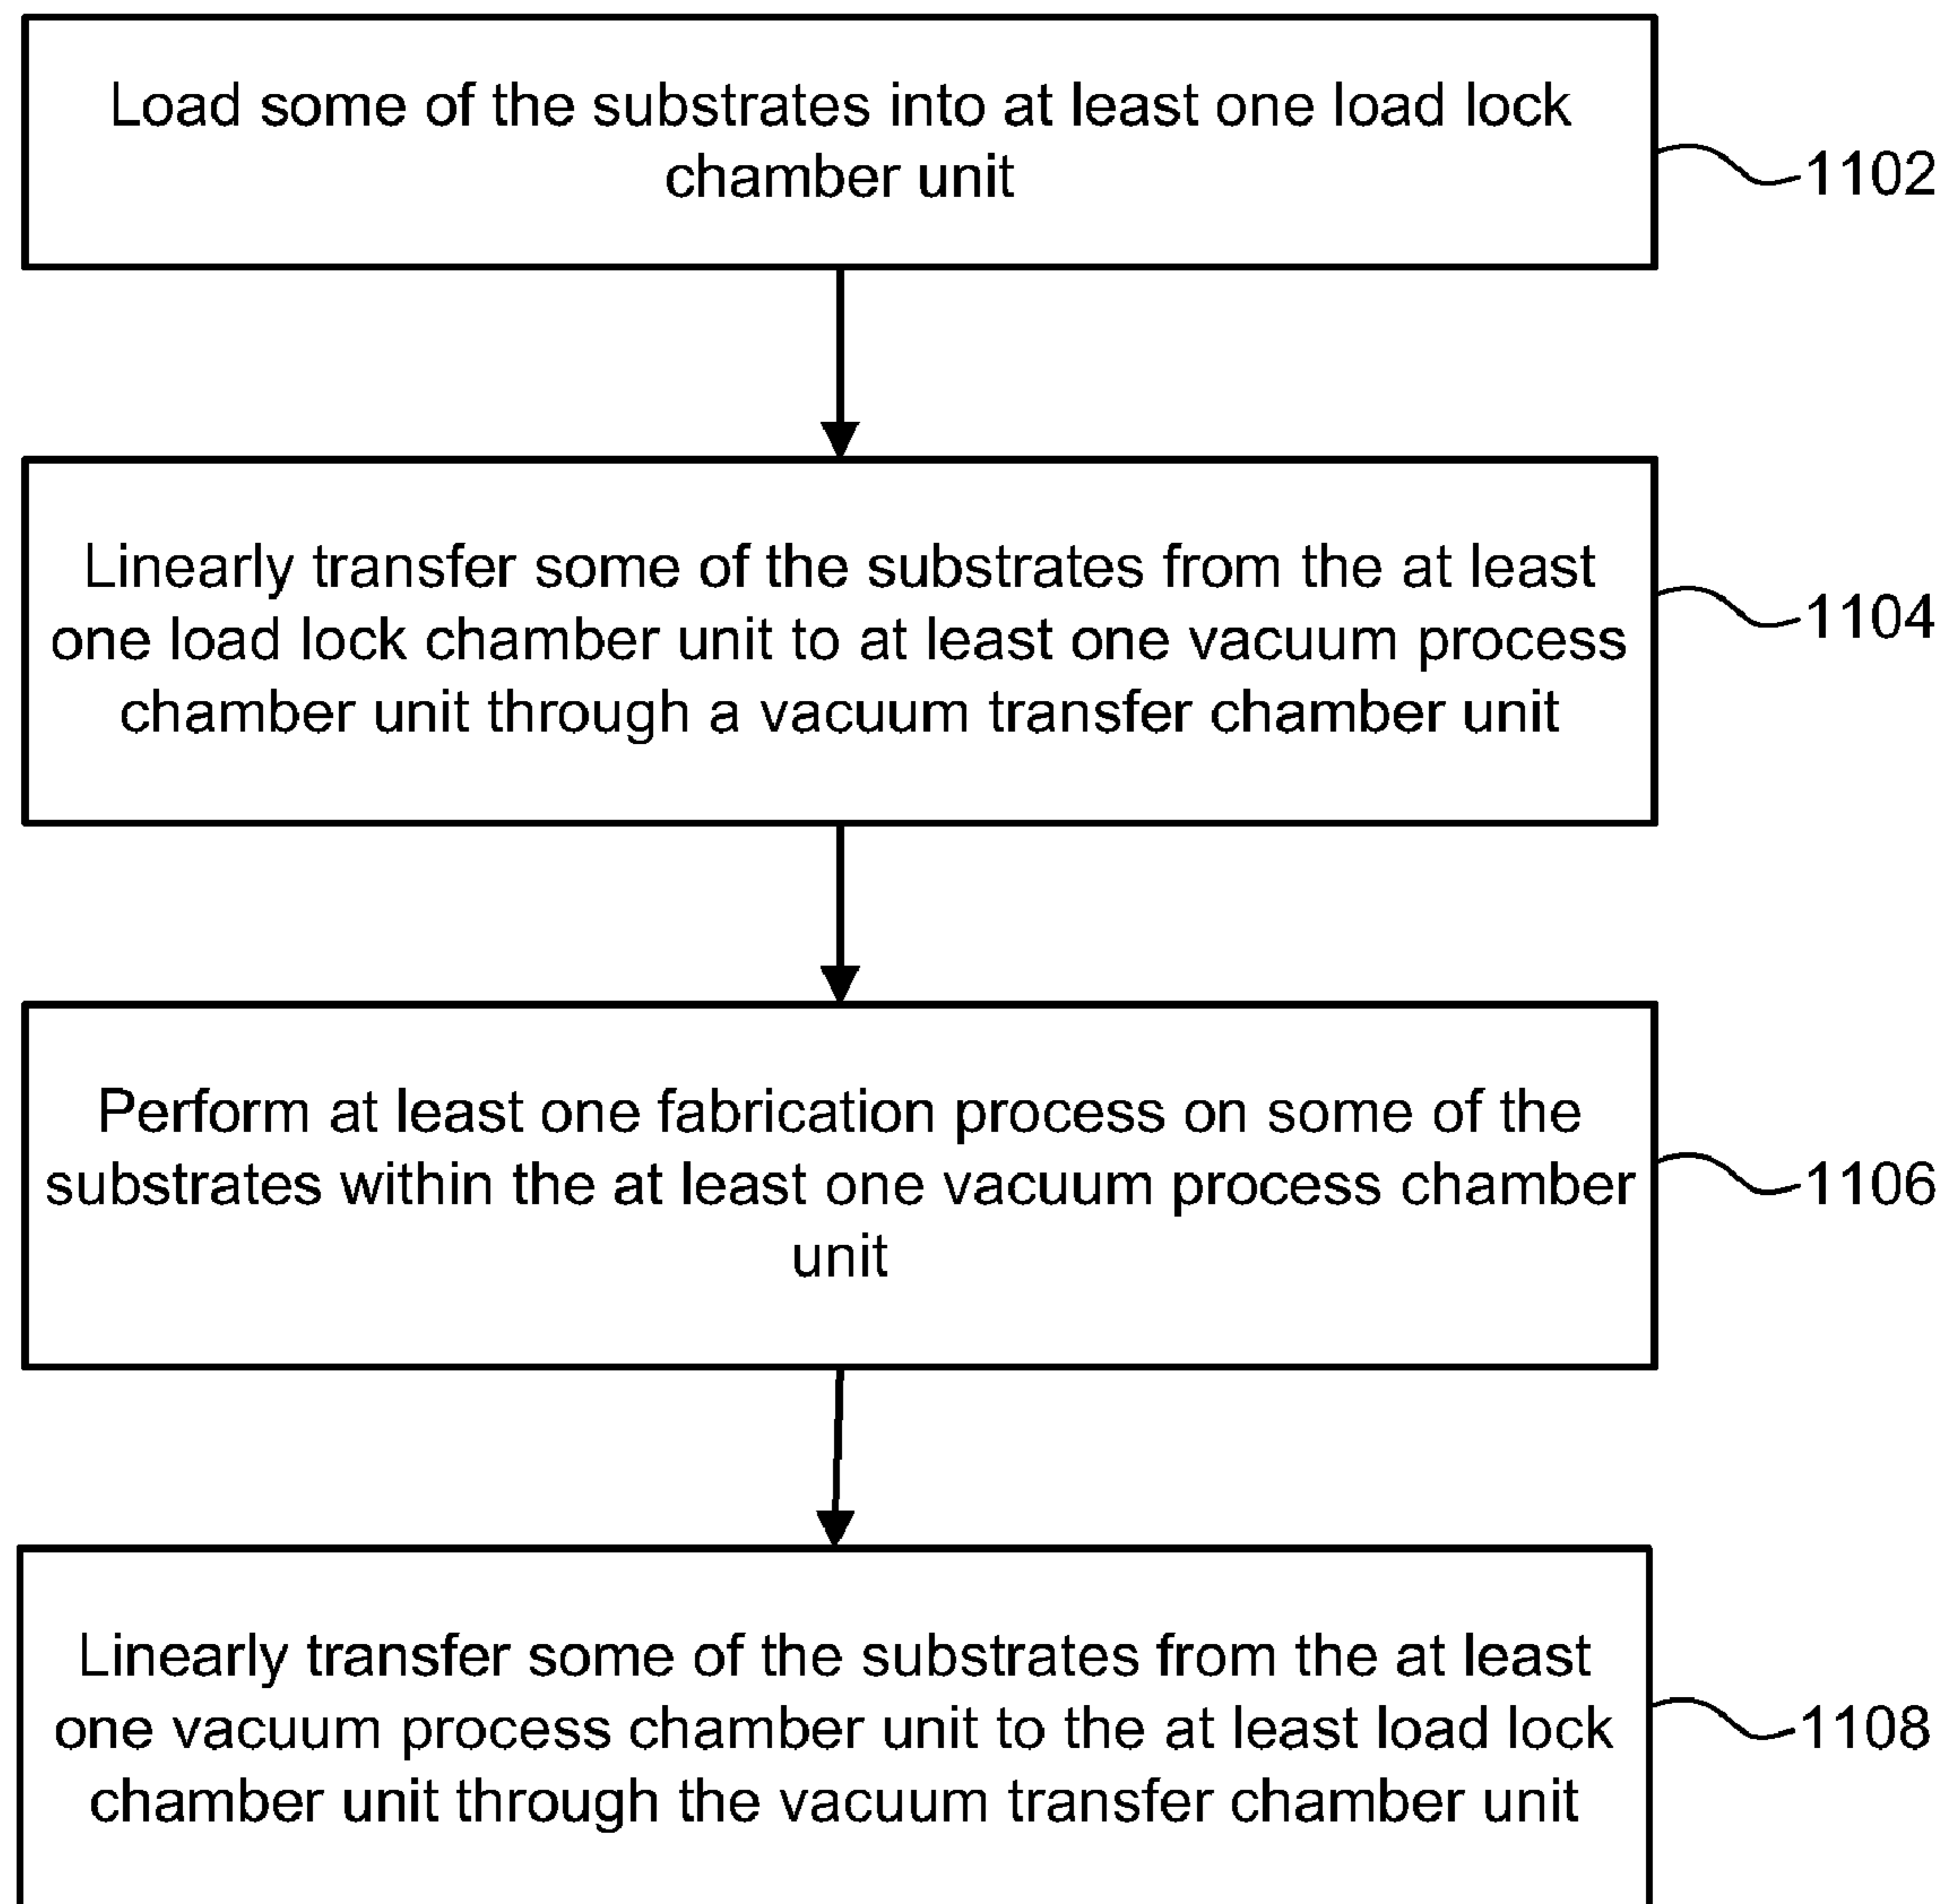 Load some of the substrates into at least one load lock
chamber unit
1102
Linearly transfer some of the substrates from the at least
one load lock chamber unit to at least one vacuum process
chamber unit through a vacuum transfer chamber unit
1104
Perform at least one fabrication process on some of the
substrates within the at least one vacuum process chamber
unit
1106
Linearly transfer some of the substrates from the at least
one vacuum process chamber unit to the at least load lock
chamber unit through the vacuum transfer chamber unit
1108